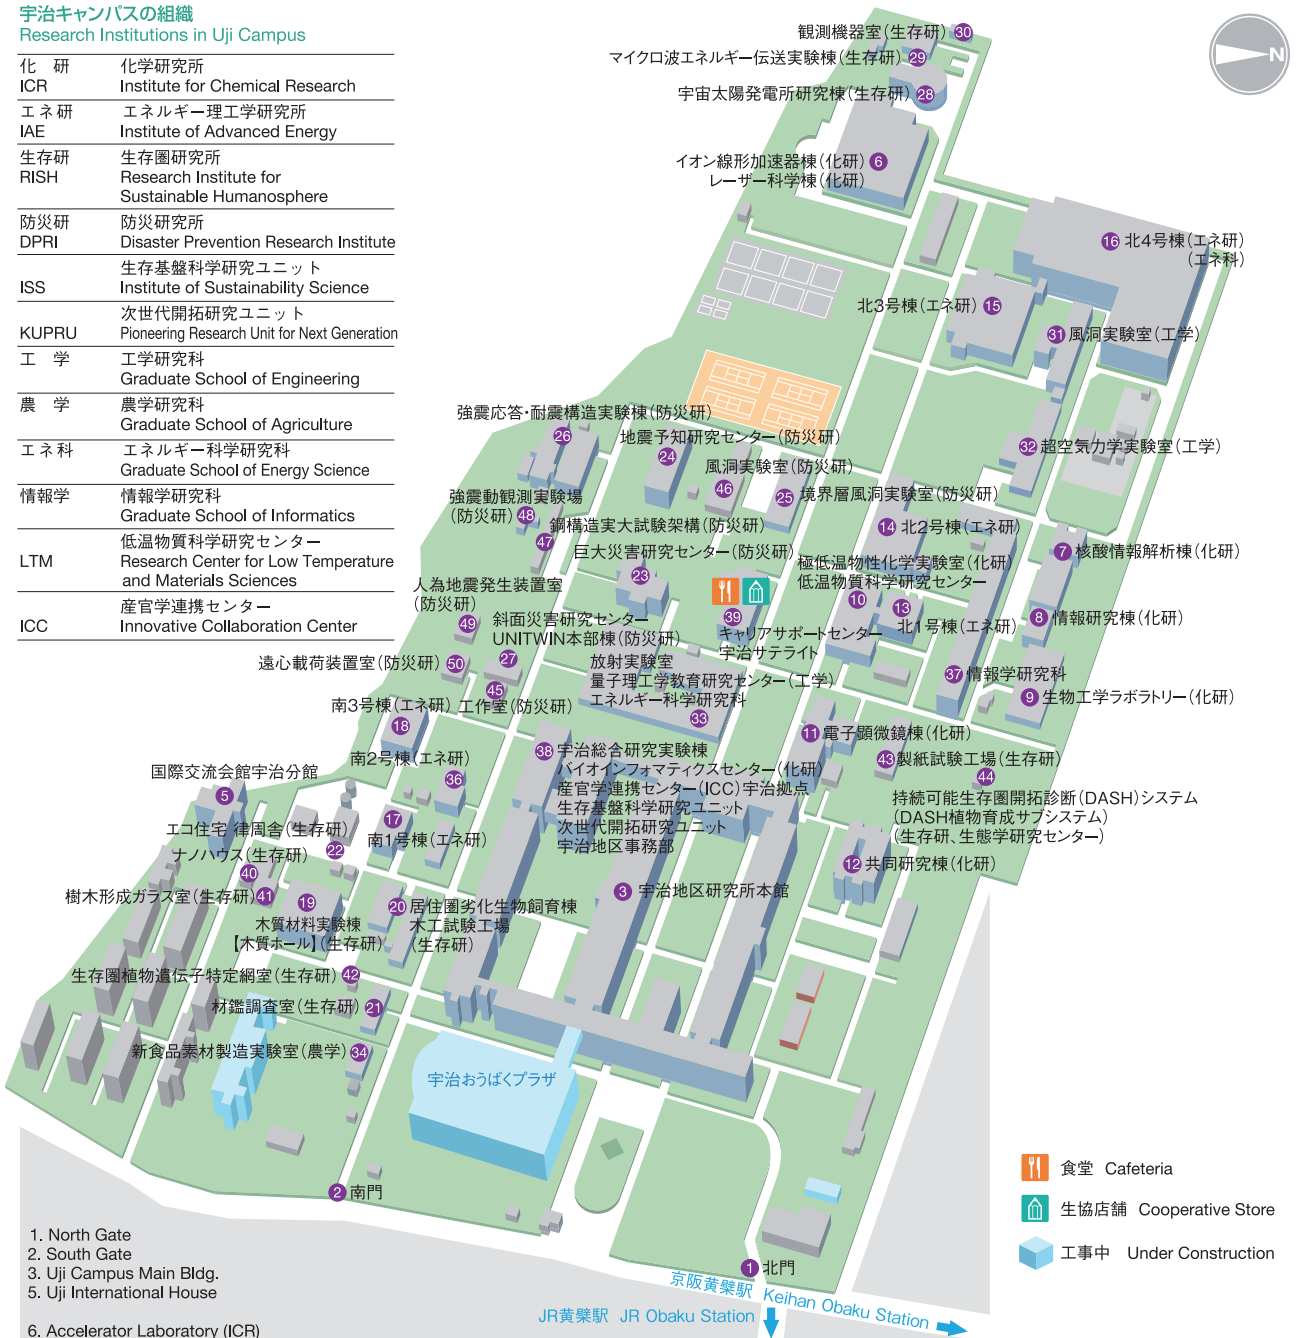 宇治キャンパスの組織
Research Institutions in Uji Campus
化　研　化学研究所
ICR　Institute for Chemical Research
エネ研　エネルギー理工学研究所
IAE　Institute of Advanced Energy
生存研　生存圏研究所
RISH　Research Institute for
Sustainable Humanosphere
防災研　防災研究所
DPRI　Disaster Prevention Research Institute
生存基盤科学研究ユニット
ISS　Institute of Sustainability Science
次世代開拓研究ユニット
KUPRU　Pioneering Research Unit for Next Generation
工　学　工学研究科
Graduate School of Engineering
農　学　農学研究科
Graduate School of Agriculture
エネ科　エネルギー科学研究科
Graduate School of Energy Science
情報学　情報学研究科
Graduate School of Informatics
低温物質科学研究センター
LTM　Research Center for Low Temperature
and Materials Sciences
産官学連携センター
ICC　Innovative Collaboration Center
N
観測機器室(生存研) 30
マイクロ波エネルギー伝送実験棟(生存研) 29
宇宙太陽発電所研究棟(生存研) 28
イオン線形加速器棟(化研) 6
レーザー科学棟(化研)
16 北4号棟(エネ研)
(エネ科)
北3号棟(エネ研) 15
31 風洞実験室(工学)
強震応答・耐震構造実験棟(防災研)
26
地震予知研究センター(防災研)
24
32 超空気力学実験室(工学)
風洞実験室(防災研)
46
25 境界層風洞実験室(防災研)
強震動観測実験場
(防災研)
48
鋼構造実大試験架構(防災研)
47
14 北2号棟(エネ研)
7 核酸情報解析棟(化研)
巨大災害研究センター(防災研)
23
極低温物性化学実験室(化研)
低温物質科学研究センター
10
13
北1号棟(エネ研)
人為地震発生装置室
(防災研)
49
39
キャリアサポートセンター
宇治サテライト
8 情報研究棟(化研)
斜面災害研究センター
UNITWIN本部棟(防災研)
27
遠心載荷装置室(防災研) 50
放射実験室
量子理工学教育研究センター(工学)
エネルギー科学研究科
33
37 情報学研究科
9 生物工学ラボラトリー(化研)
45
工作室(防災研)
南3号棟(エネ研)
18
11 電子顕微鏡棟(化研)
38 宇治総合研究実験棟
バイオインフォマティクスセンター(化研)
産官学連携センター(ICC)宇治拠点
生存基盤科学研究ユニット
次世代開拓研究ユニット
宇治地区事務部
43 製紙試験工場(生存研)
44
持続可能生存圏開拓診断(DASH)システム
(DASH植物育成サブシステム)
(生存研、生態学研究センター)
南2号棟(エネ研)
36
国際交流会館宇治分館
5
17
南1号棟(エネ研)
エコ住宅 律周舎(生存研)
22
ナノハウス(生存研)
40
12 共同研究棟(化研)
樹木形成ガラス室(生存研) 41
3 宇治地区研究所本館
19
木質材料実験棟
【木質ホール】(生存研)
20 居住圏劣化生物飼育棟
木工試験工場
(生存研)
生存圏植物遺伝子特定網室(生存研) 42
材鑑調査室(生存研) 21
新食品素材製造実験室(農学) 34
宇治おうばくプラザ
2 南門
1 北門
京阪黄檗駅 Keihan Obaku Station
JR黄檗駅 JR Obaku Station
食堂 Cafeteria
生協店舗 Cooperative Store
工事中 Under Construction
1. North Gate
2. South Gate
3. Uji Campus Main Bldg.
5. Uji International House
6. Accelerator Laboratory (ICR)